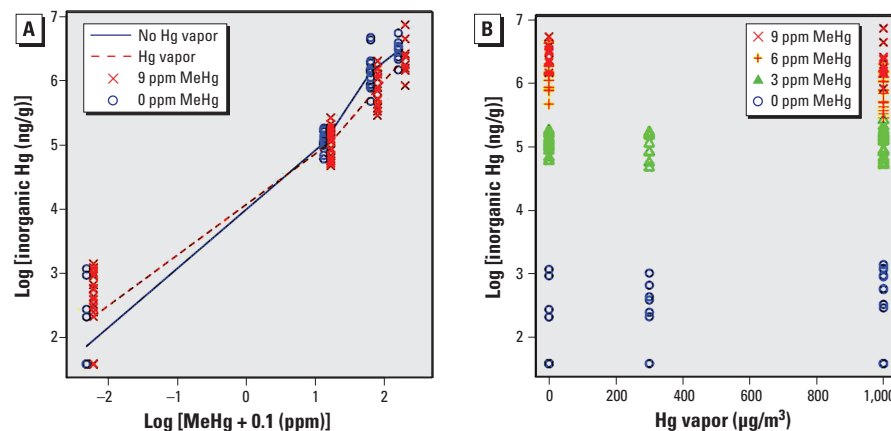 A
Log [inorganic Hg (ng/g)]
7
6
5
4
3
2
No Hg vapor
Hg vapor
9 ppm MeHg
0 ppm MeHg
–2
–1
0
1
2
Log [MeHg + 0.1 (ppm)]
B
Log [inorganic Hg (ng/g)]
7
6
5
4
3
2
9 ppm MeHg
6 ppm MeHg
3 ppm MeHg
0 ppm MeHg
0
200
400
600
800
1,000
Hg vapor (µg/m³)